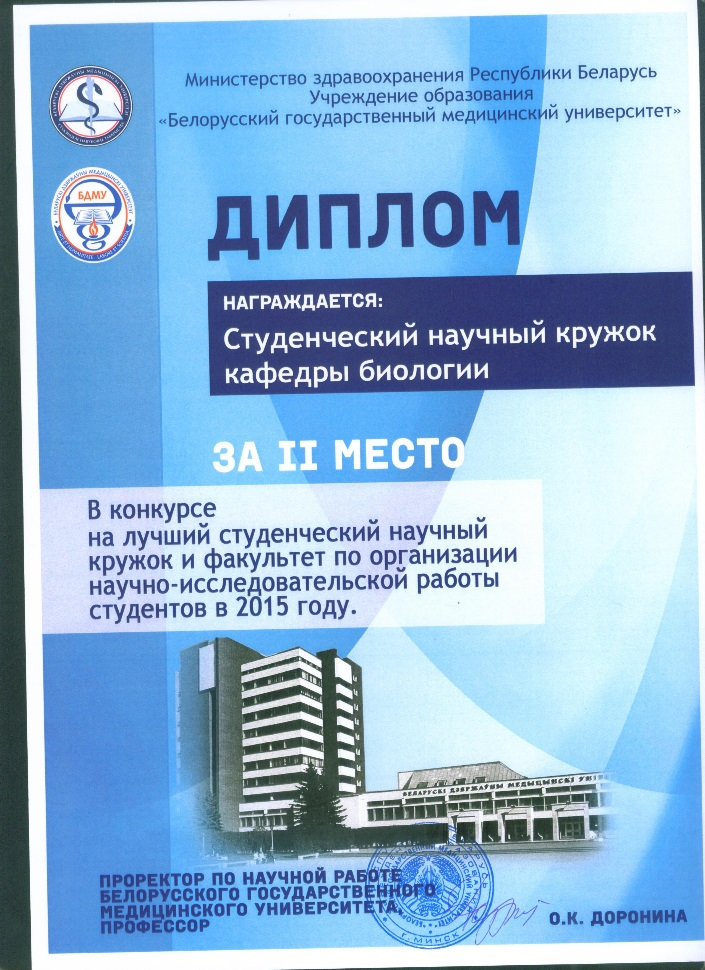 Министерство здравоохранения Республики Беларусь
Учреждение образования
«Белорусский государственный медицинский университет»
БДМУ
ДИПЛОМ
НАГРАЖДАЕТСЯ:
Студенческий научный кружок
кафедры биологии
ЗА II МЕСТО
В конкурсе
на лучший студенческий научный
кружок и факультет по организации
научно-исследовательской работы
студентов в 2015 году.
БЕЛАРУСКІ ДЗЯРЖАЎНЫ МЕДЫЦЫНСКІ
ПРОРЕКТОР ПО НАУЧНОЙ РАБОТЕ
БЕЛОРУССКОГО ГОСУДАРСТВЕННОГО
МЕДИЦИНСКОГО УНИВЕРСИТЕТА,
ПРОФЕССОР
г. МИНСК
О.К. ДОРОНИНА